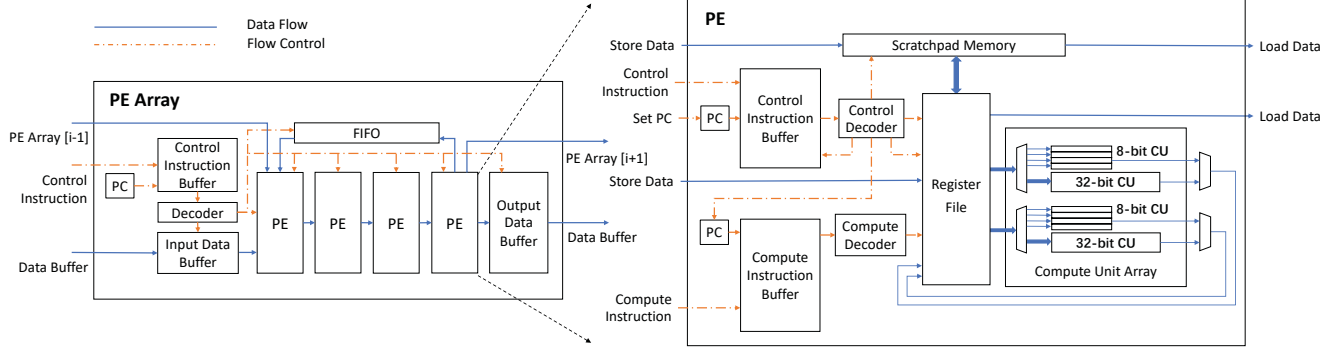 Data Flow
Flow Control
PE Array
PE Array [i-1]
Control
Instruction
Data Buffer
PC
Control
Instruction
Buffer
Decoder
Input Data
Buffer
FIFO
PE
PE
PE
PE
Output
Data
Buffer
PE Array [i+1]
Data Buffer
PE
Store Data
Control
Instruction
Set PC
Store Data
Compute
Instruction
Scratchpad Memory
PC
Control
Instruction
Buffer
Control
Decoder
PC
Compute
Instruction
Buffer
Compute
Decoder
Register
File
8-bit CU
32-bit CU
8-bit CU
32-bit CU
Compute Unit Array
Load Data
Load Data